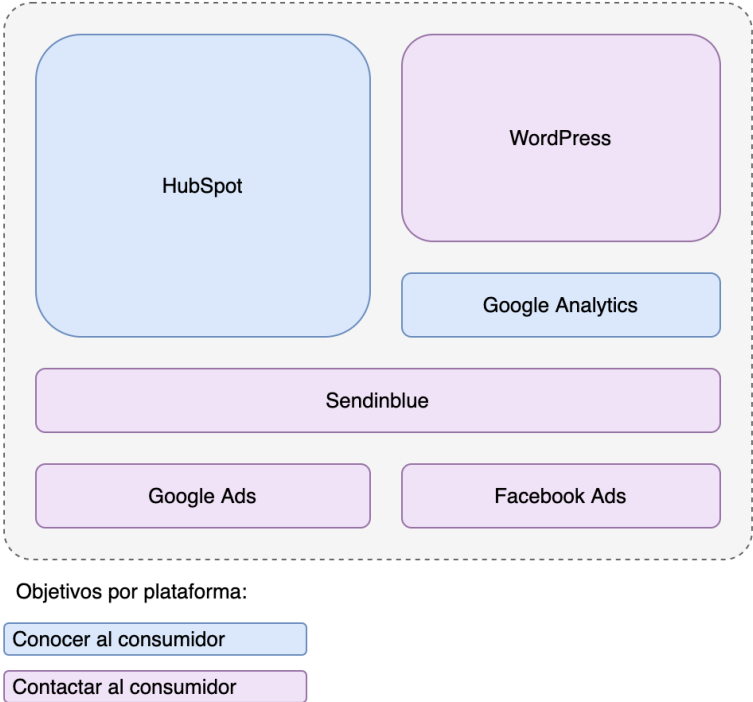 HubSpot
WordPress
Google Analytics
Sendinblue
Google Ads
Facebook Ads
Objetivos por plataforma:
Conocer al consumidor
Contactar al consumidor